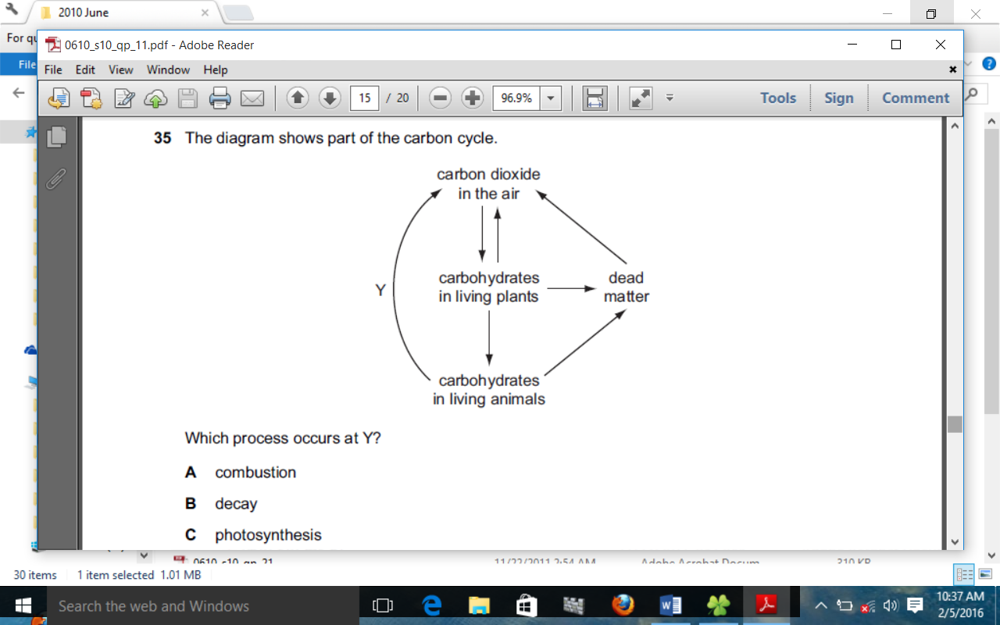 2010 June
For qu
0610_s10_qp_11.pdf - Adobe Reader
File
File Edit View Window Help
15 / 20 96.9% Tools Sign Comment
35 The diagram shows part of the carbon cycle.
carbon dioxide
in the air
Y
carbohydrates
in living plants
dead
matter
carbohydrates
in living animals
Which process occurs at Y?
A combustion
B decay
C photosynthesis
0610_s10_qp_21 11/22/2011 2:54 AM Adobe Acrobat Docum... 310 KB
30 items 1 item selected 1.01 MB
Search the web and Windows
10:37 AM
2/5/2016